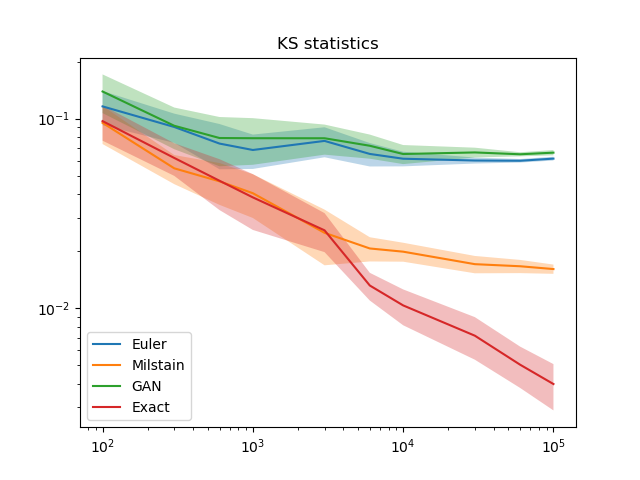 KS statistics
10⁻¹
10⁻²
Euler
Milstain
GAN
Exact
10² 10³ 10⁴ 10⁵